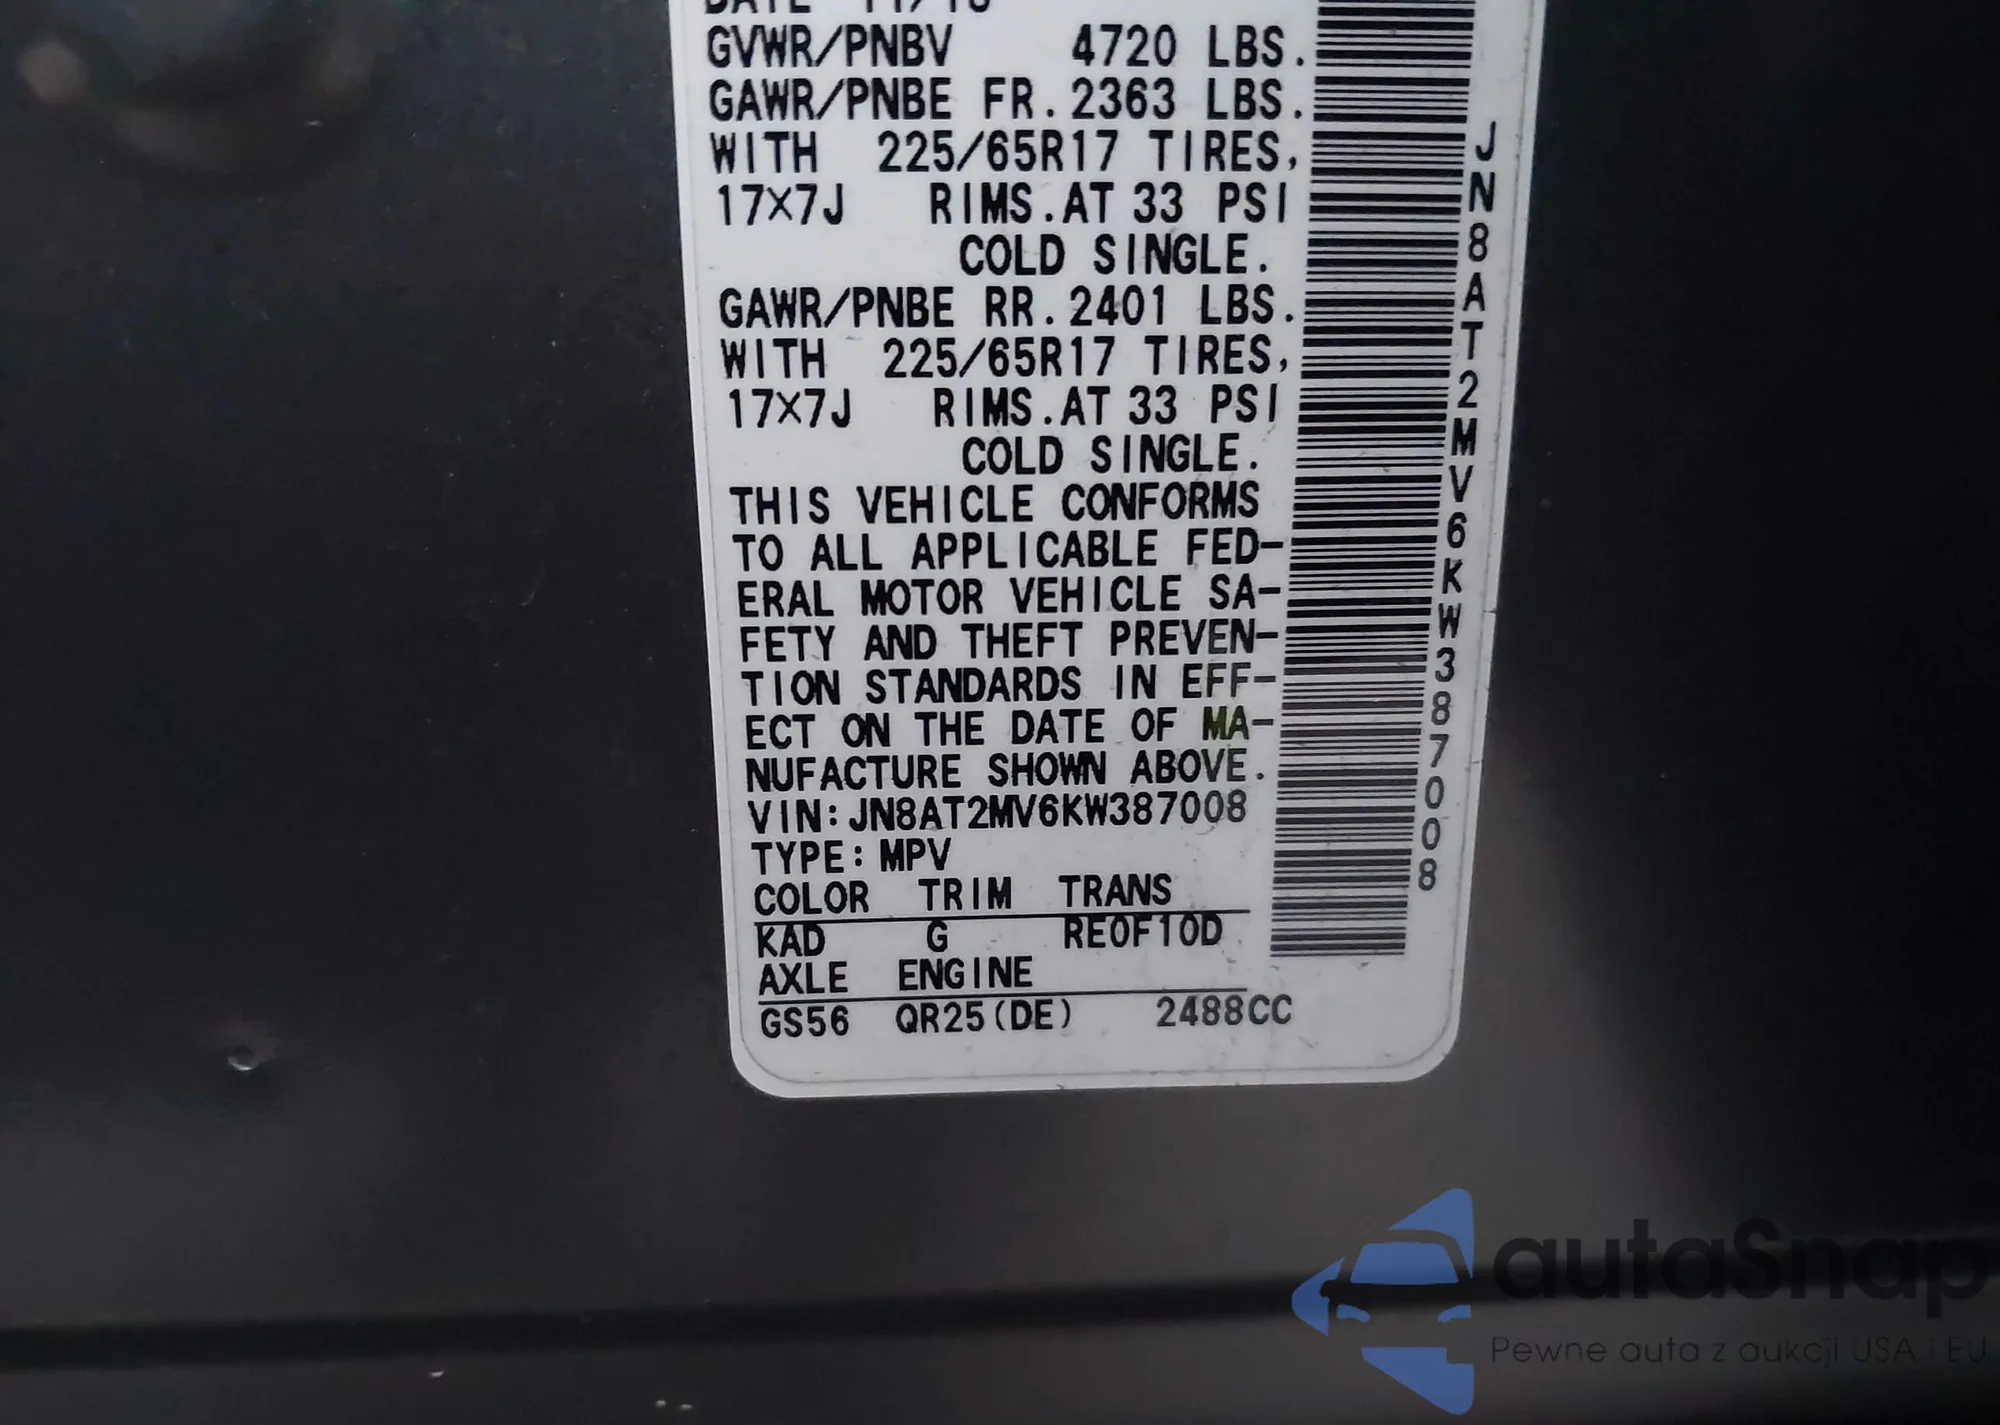 GVWR/PNBV 4720 LBS.
GAWR/PNBE FR. 2363 LBS.
WITH 225/65R17 TIRES,
17X7J RIMS. AT 33 PSI
COLD SINGLE.
GAWR/PNBE RR. 2401 LBS.
WITH 225/65R17 TIRES,
17X7J RIMS. AT 33 PSI
COLD SINGLE.
THIS VEHICLE CONFORMS
TO ALL APPLICABLE FED-
ERAL MOTOR VEHICLE SA-
FETY AND THEFT PREVEN-
TION STANDARDS IN EFF-
ECT ON THE DATE OF MA-
NUFACTURE SHOWN ABOVE.
VIN: JN8AT2MV6KW387008
TYPE: MPV
COLOR TRIM TRANS
KAD G RE0F10D
AXLE ENGINE
GS56 QR25(DE) 2488CC
JN8AT2MV6KW387008
autaSnap
Pewne auta z aukcji USA i EU